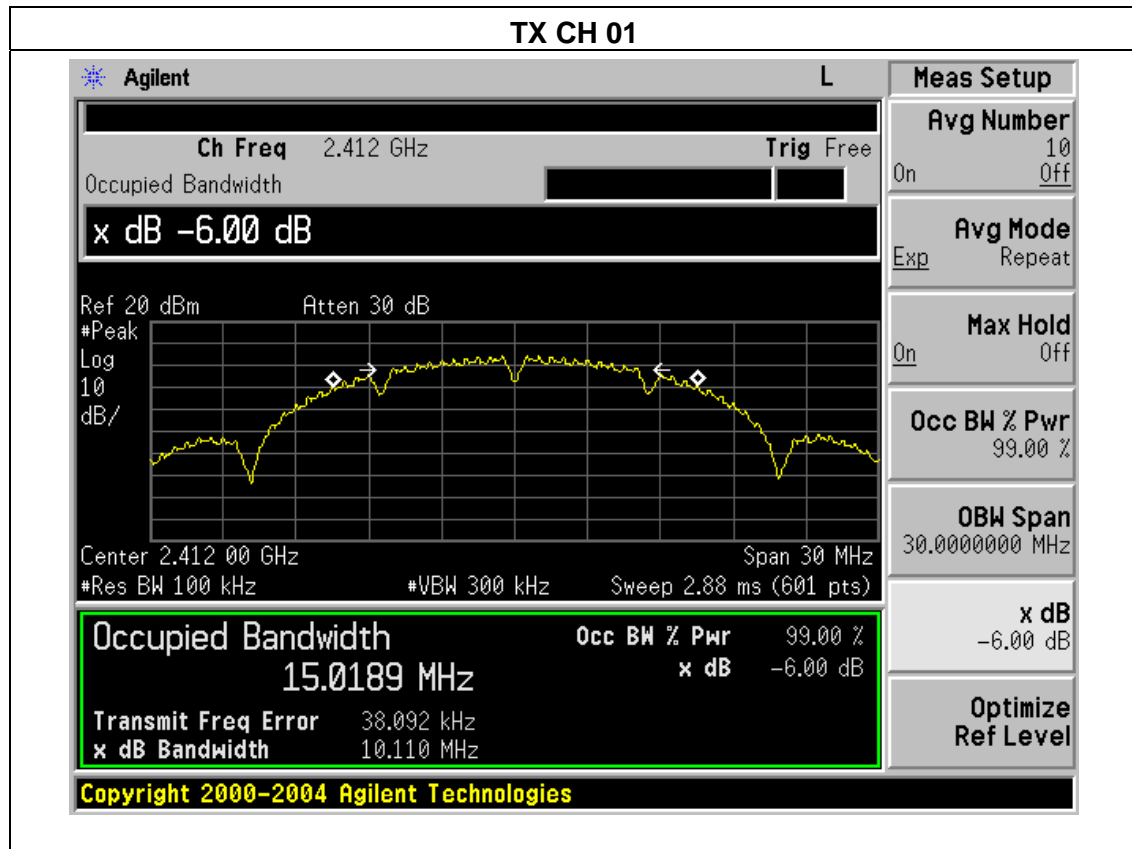 TX CH 01
Agilent L
Ch Freq 2.412 GHz Trig Free
Occupied Bandwidth
x dB -6.00 dB
Ref 20 dBm Atten 30 dB
#Peak
Log
10
dB/
Center 2.412 00 GHz Span 30 MHz
#Res BW 100 kHz #VBW 300 kHz Sweep 2.88 ms (601 pts)
Occupied Bandwidth Occ BW % Pwr 99.00 %
15.0189 MHz x dB -6.00 dB
Transmit Freq Error 38.092 kHz
x dB Bandwidth 10.110 MHz
Copyright 2000-2004 Agilent Technologies
Meas Setup
Avg Number
10
On Off
Avg Mode
Exp Repeat
Max Hold
On Off
Occ BW % Pwr
99.00 %
OBW Span
30.0000000 MHz
x dB
-6.00 dB
Optimize
Ref Level